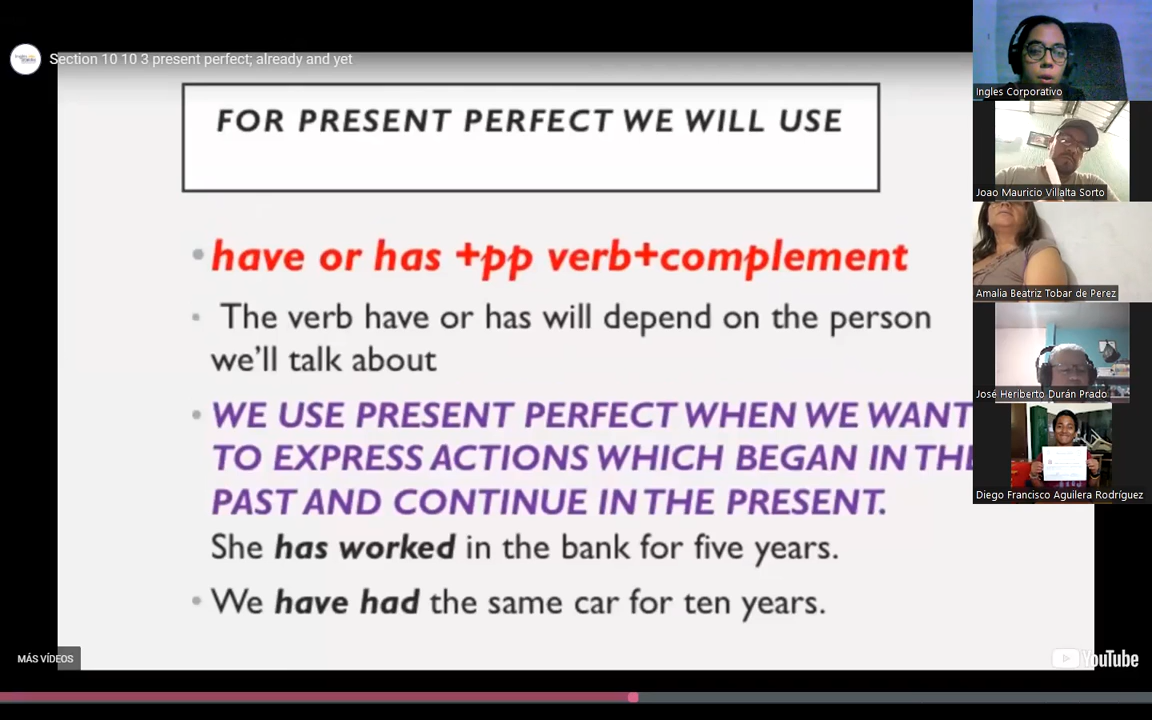 Section 10 10 3 present perfect; already and yet
FOR PRESENT PERFECT WE WILL USE
• have or has +pp verb+complement
• The verb have or has will depend on the person
we'll talk about
• WE USE PRESENT PERFECT WHEN WE WANT
TO EXPRESS ACTIONS WHICH BEGAN IN THE
PAST AND CONTINUE IN THE PRESENT.
She has worked in the bank for five years.
• We have had the same car for ten years.
MÁS VÍDEOS
YouTube
Ingles Corporativo
Joao Mauricio Villalta Sorto
Amalia Beatriz Tobar de Perez
José Heriberto Durán Prado
Diego Francisco Aguilera Rodríguez